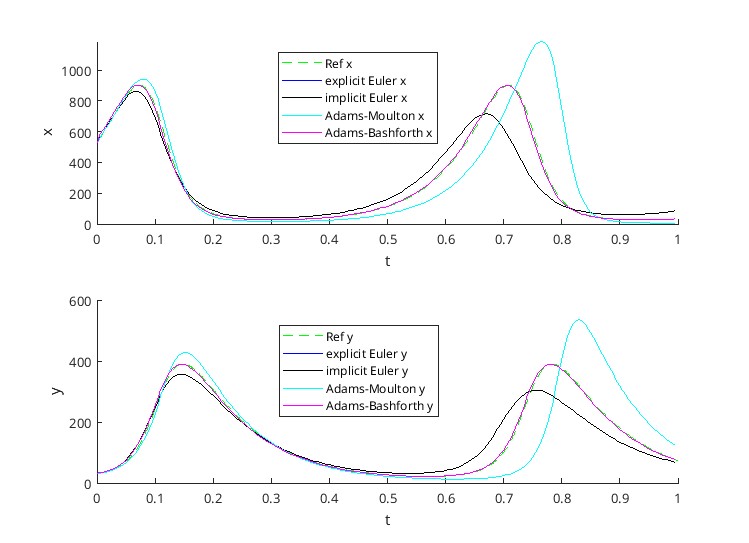 1000
800
600
400
200
0
x
Ref x
explicit Euler x
implicit Euler x
Adams-Moulton x
Adams-Bashforth x
0 0.1 0.2 0.3 0.4 0.5 0.6 0.7 0.8 0.9 1
t
600
400
200
0
y
Ref y
explicit Euler y
implicit Euler y
Adams-Moulton y
Adams-Bashforth y
0 0.1 0.2 0.3 0.4 0.5 0.6 0.7 0.8 0.9 1
t